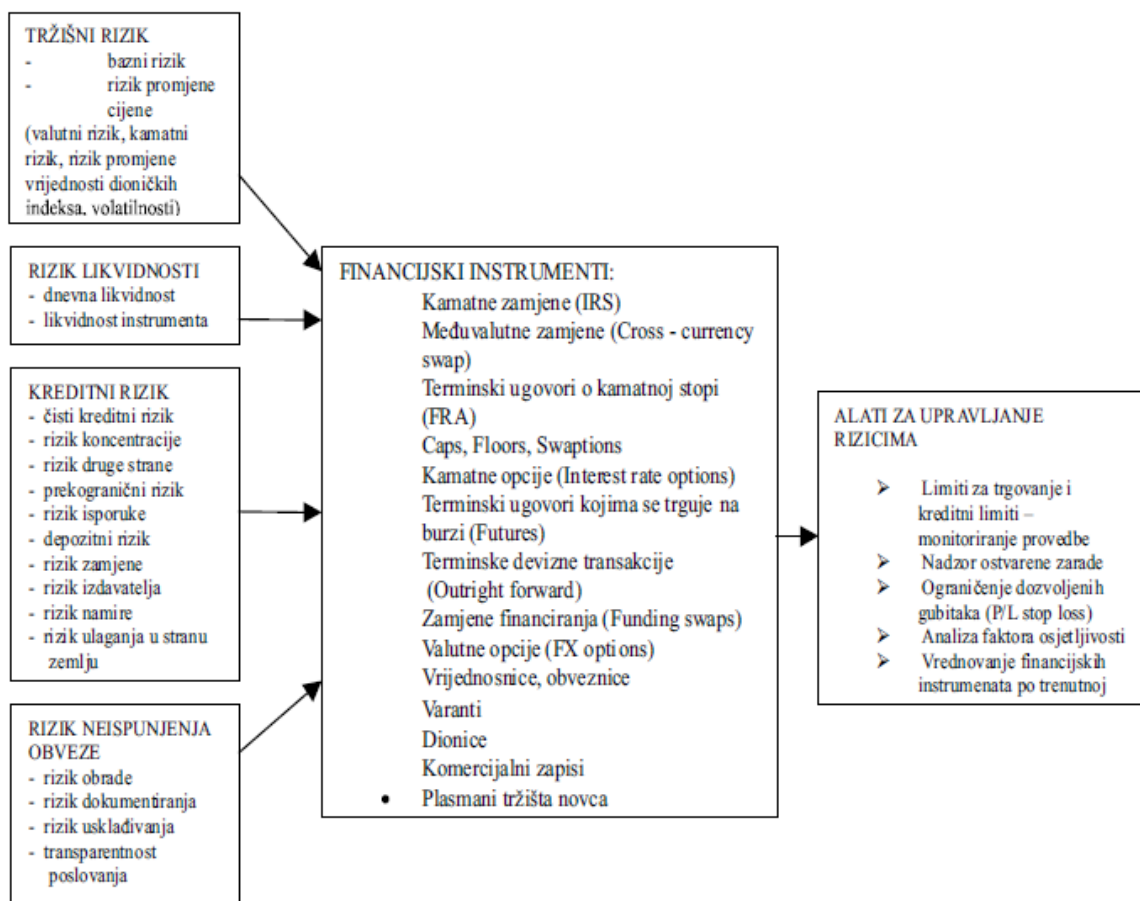 TRŽIŠNI RIZIK
- bazni rizik
- rizik promjene
cijene
(valutni rizik, kamatni
rizik, rizik promjene
vrijednosti dioničkih
indeksa, volatilnosti)
RIZIK LIKVIDNOSTI
- dnevna likvidnost
- likvidnost instrumenta
KREDITNI RIZIK
- čisti kreditni rizik
- rizik koncentracije
- rizik druge strane
- prekogranični rizik
- rizik isporuke
- depozitni rizik
- rizik zamjene
- rizik izdavatelja
- rizik namire
- rizik ulaganja u stranu
zemlju
RIZIK NEISPUNJENJA
OBVEZE
- rizik obrade
- rizik dokumentiranja
- rizik usklađivanja
- transparentnost
poslovanja
FINANCIJSKI INSTRUMENTI:
Kamatne zamjene (IRS)
Međuvalutne zamjene (Cross - currency
swap)
Terminski ugovori o kamatnoj stopi
(FRA)
Caps, Floors, Swaptions
Kamatne opcije (Interest rate options)
Terminski ugovori kojima se trguje na
burzi (Futures)
Terminske devizne transakcije
(Outright forward)
Zamjene financiranja (Funding swaps)
Valutne opcije (FX options)
Vrijednosnice, obveznice
Varanti
Dionice
Komercijalni zapisi
• Plasmani tržišta novca
ALATI ZA UPRAVLJANJE
RIZICIMA
➢ Limiti za trgovanje i
kreditni limiti –
monitoriranje provedbe
➢ Nadzor ostvarene zarade
➢ Ograničenje dozvoljenih
gubitaka (P/L stop loss)
➢ Analiza faktora osjetljivosti
➢ Vrednovanje financijskih
instrumenata po trenutnoj